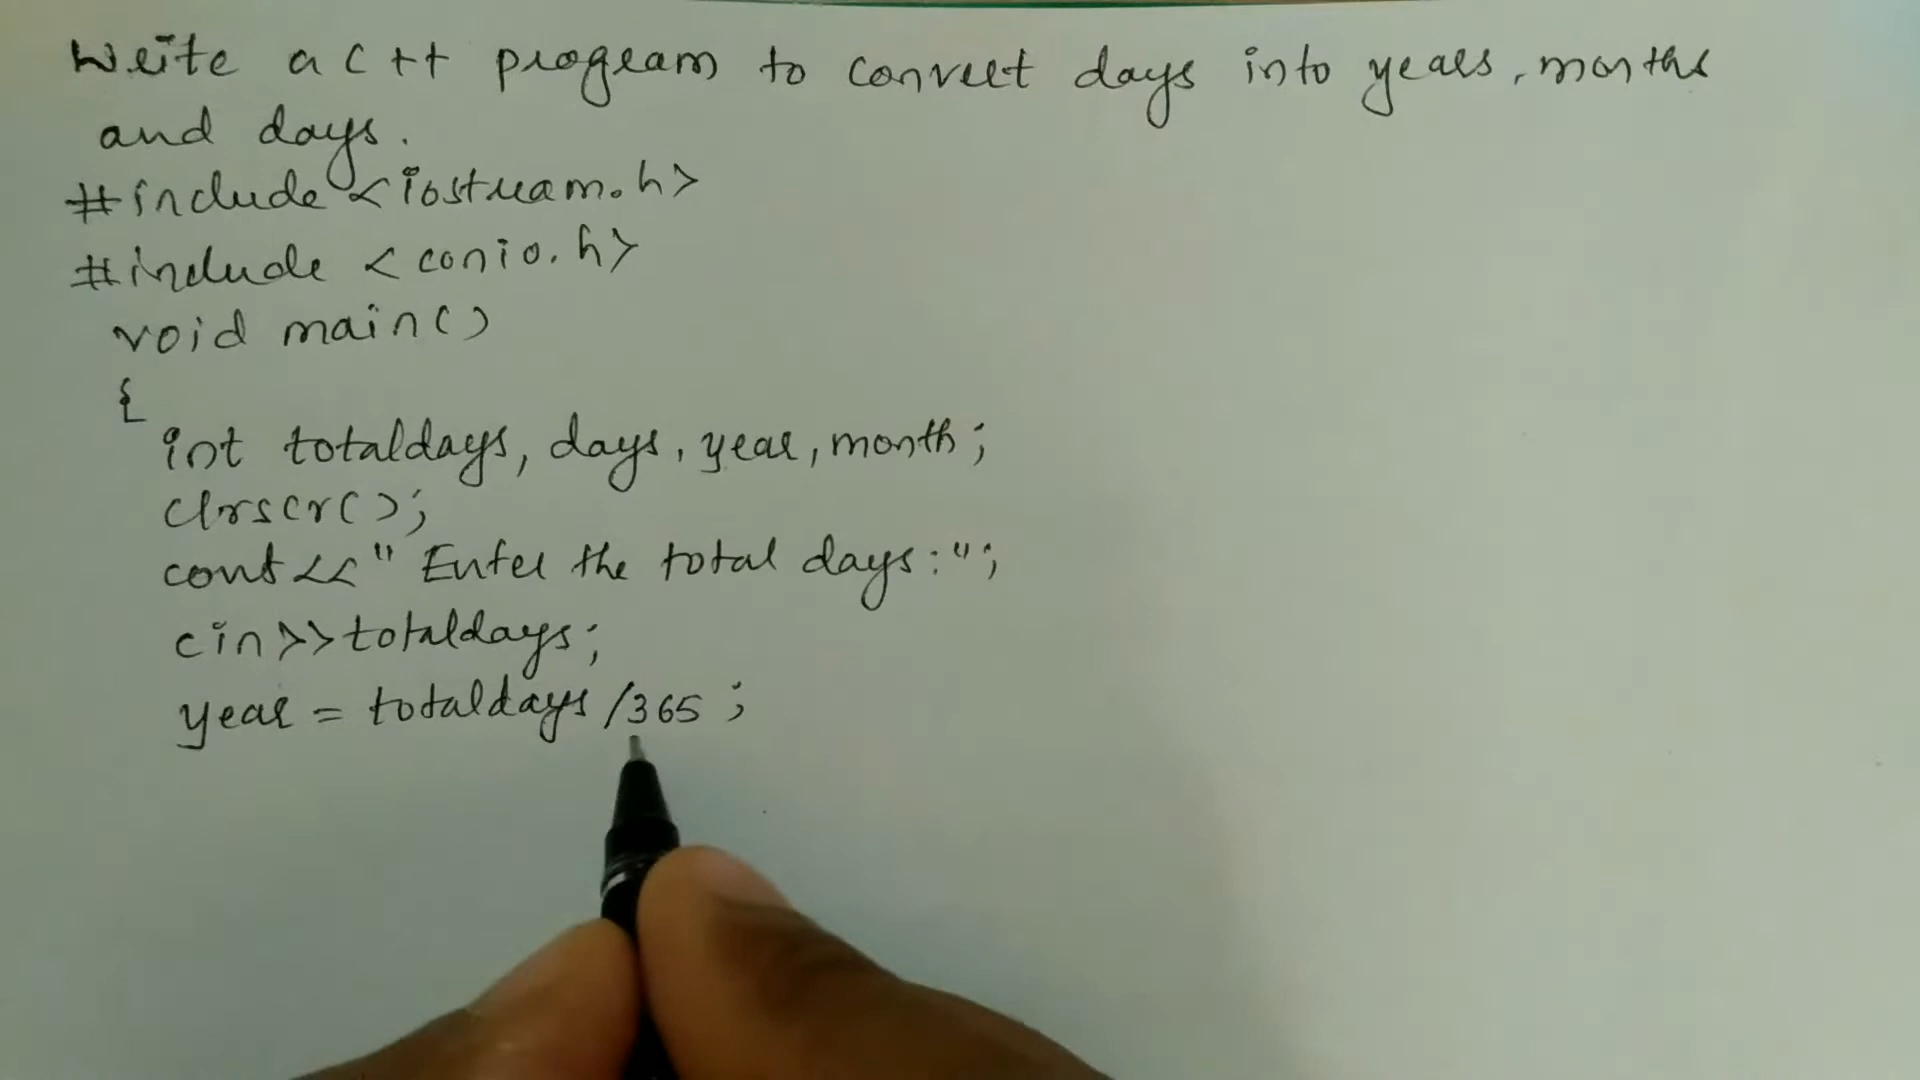 Write a C++ program to convert days into years, months
and days.
#include <iostream.h>
#include <conio.h>
void main()
{
int totaldays, days, year, month;
clrscr();
cout<<"Enter the total days:";
cin>>totaldays;
year = totaldays/365;